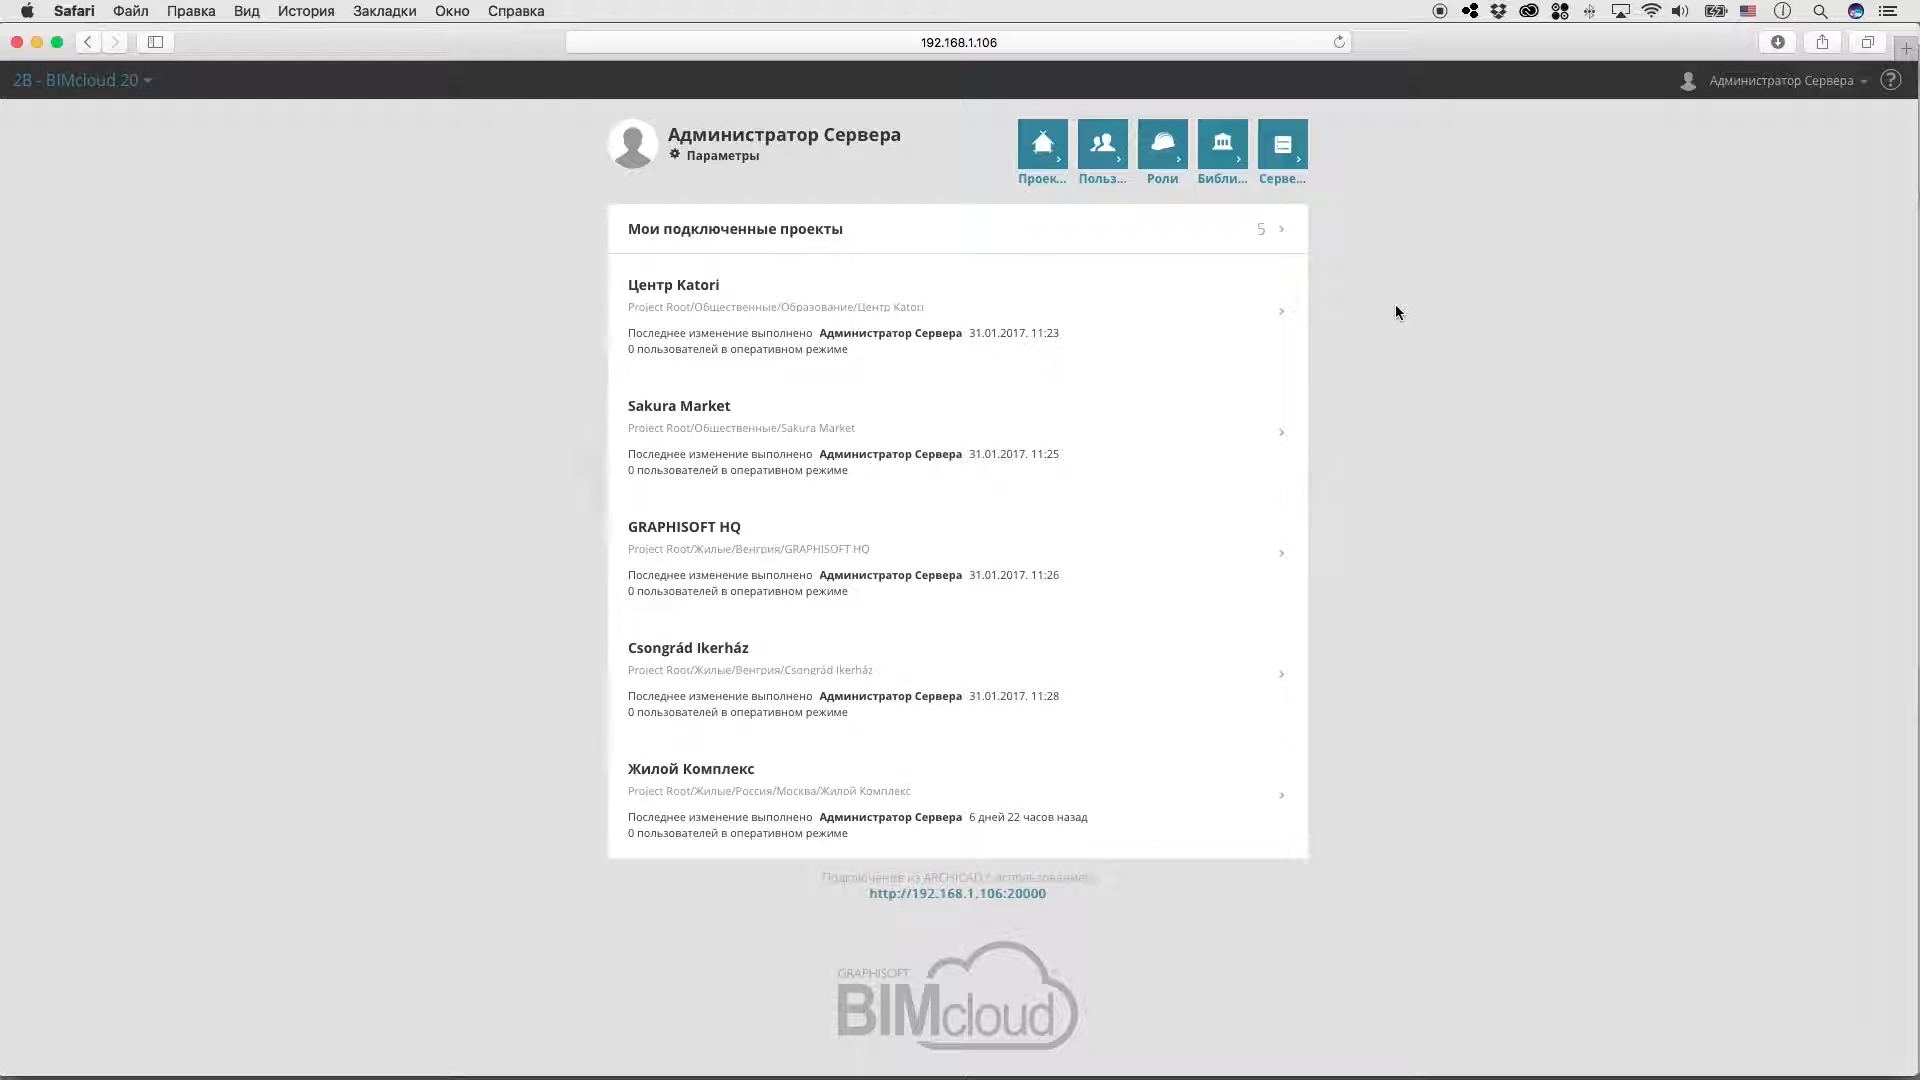 Safari Файл Правка Вид История Закладки Окно Справка
192.168.1.106
2B - BIMcloud 20
Администратор Сервера ?
Администратор Сервера
Параметры
Проек... Польз... Роли Библи... Серве...
Мои подключенные проекты 5
Центр Katori
Project Root/Общественные/Образование/Центр Katori
Последнее изменение выполнено Администратор Сервера 31.01.2017. 11:23
0 пользователей в оперативном режиме
Sakura Market
Project Root/Общественные/Sakura Market
Последнее изменение выполнено Администратор Сервера 31.01.2017. 11:25
0 пользователей в оперативном режиме
GRAPHISOFT HQ
Project Root/Жилые/Венгрия/GRAPHISOFT HQ
Последнее изменение выполнено Администратор Сервера 31.01.2017. 11:26
0 пользователей в оперативном режиме
Csongrád Ikerház
Project Root/Жилые/Венгрия/Csongrád Ikerház
Последнее изменение выполнено Администратор Сервера 31.01.2017. 11:28
0 пользователей в оперативном режиме
Жилой Комплекс
Project Root/Жилые/Россия/Москва/Жилой Комплекс
Последнее изменение выполнено Администратор Сервера 6 дней 22 часов назад
0 пользователей в оперативном режиме
Подключение из ARCHICAD с использованием:
http://192.168.1.106:20000
GRAPHISOFT
BIMcloud